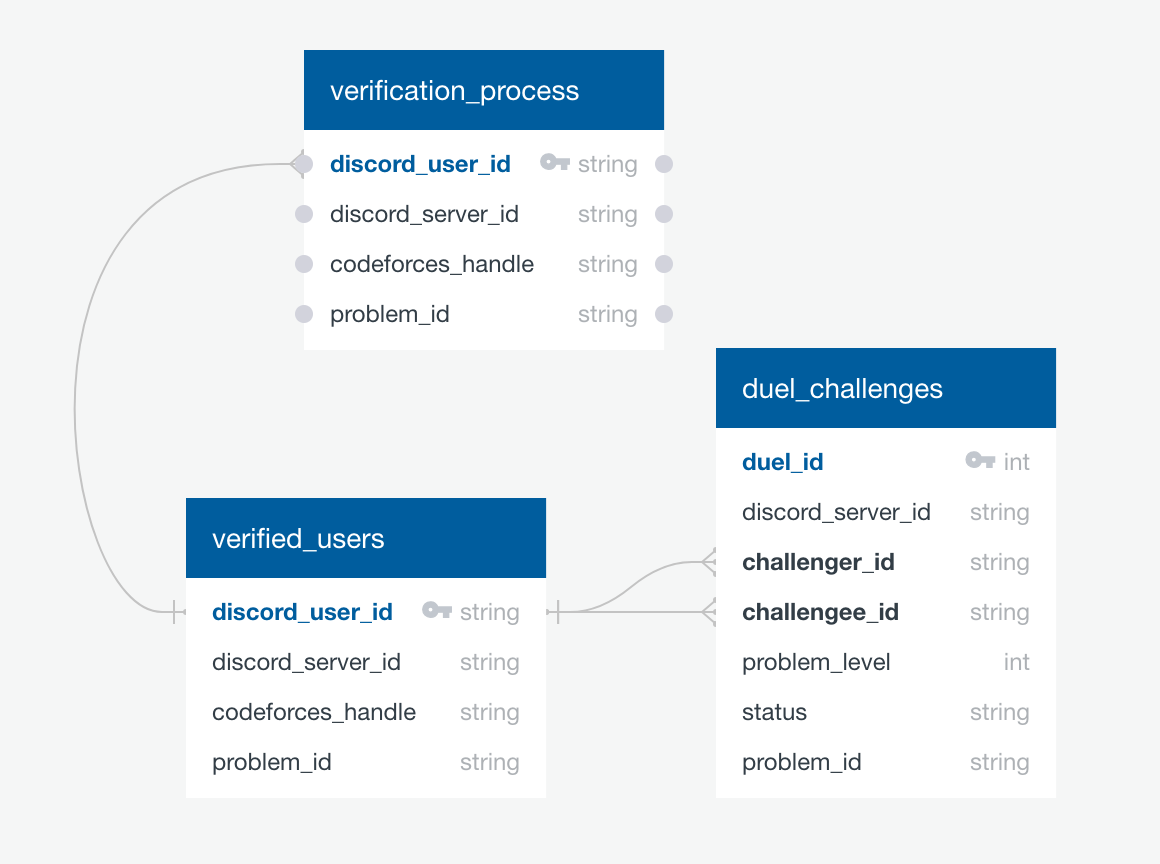 verification_process
discord_user_id string
discord_server_id string
codeforces_handle string
problem_id string
duel_challenges
duel_id int
discord_server_id string
challenger_id string
challengee_id string
problem_level int
status string
problem_id string
verified_users
discord_user_id string
discord_server_id string
codeforces_handle string
problem_id string